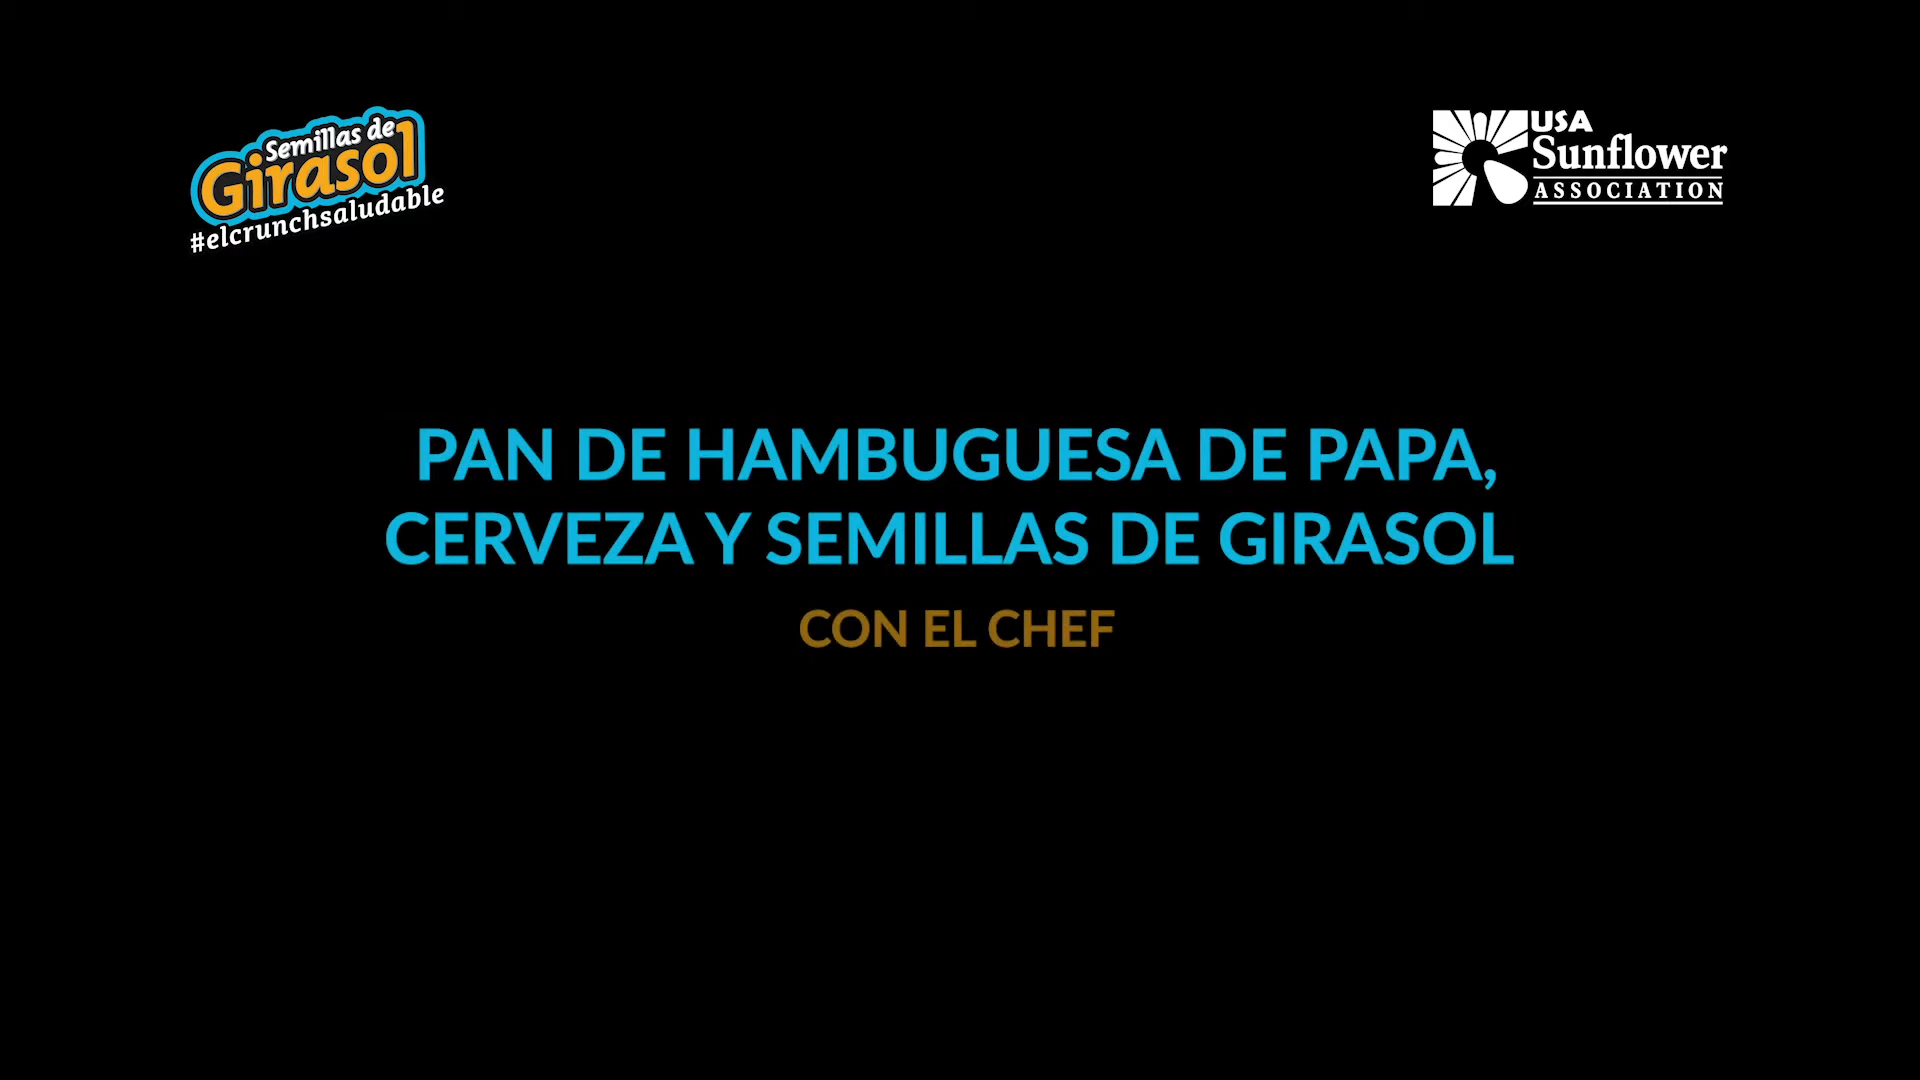 Semillas de
Girasol
#elcrunchsaludable
USA
Sunflower
ASSOCIATION
PAN DE HAMBUGUESA DE PAPA,
CERVEZA Y SEMILLAS DE GIRASOL
CON EL CHEF